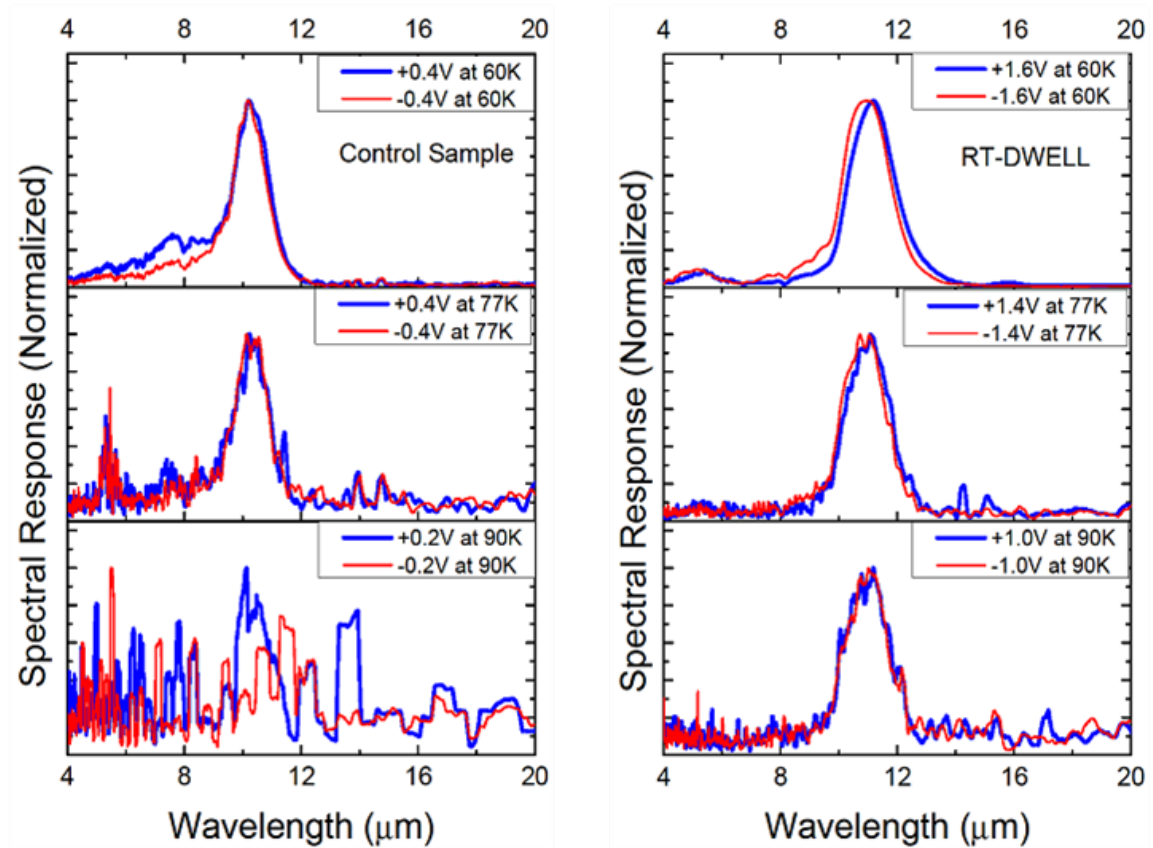 4 8 12 16 20
+0.4V at 60K
-0.4V at 60K
Control Sample
+0.4V at 77K
-0.4V at 77K
+0.2V at 90K
-0.2V at 90K
Spectral Response (Normalized)
4 8 12 16 20
Wavelength (μm)
4 8 12 16 20
+1.6V at 60K
-1.6V at 60K
RT-DWELL
+1.4V at 77K
-1.4V at 77K
+1.0V at 90K
-1.0V at 90K
Spectral Response (Normalized)
4 8 12 16 20
Wavelength (μm)